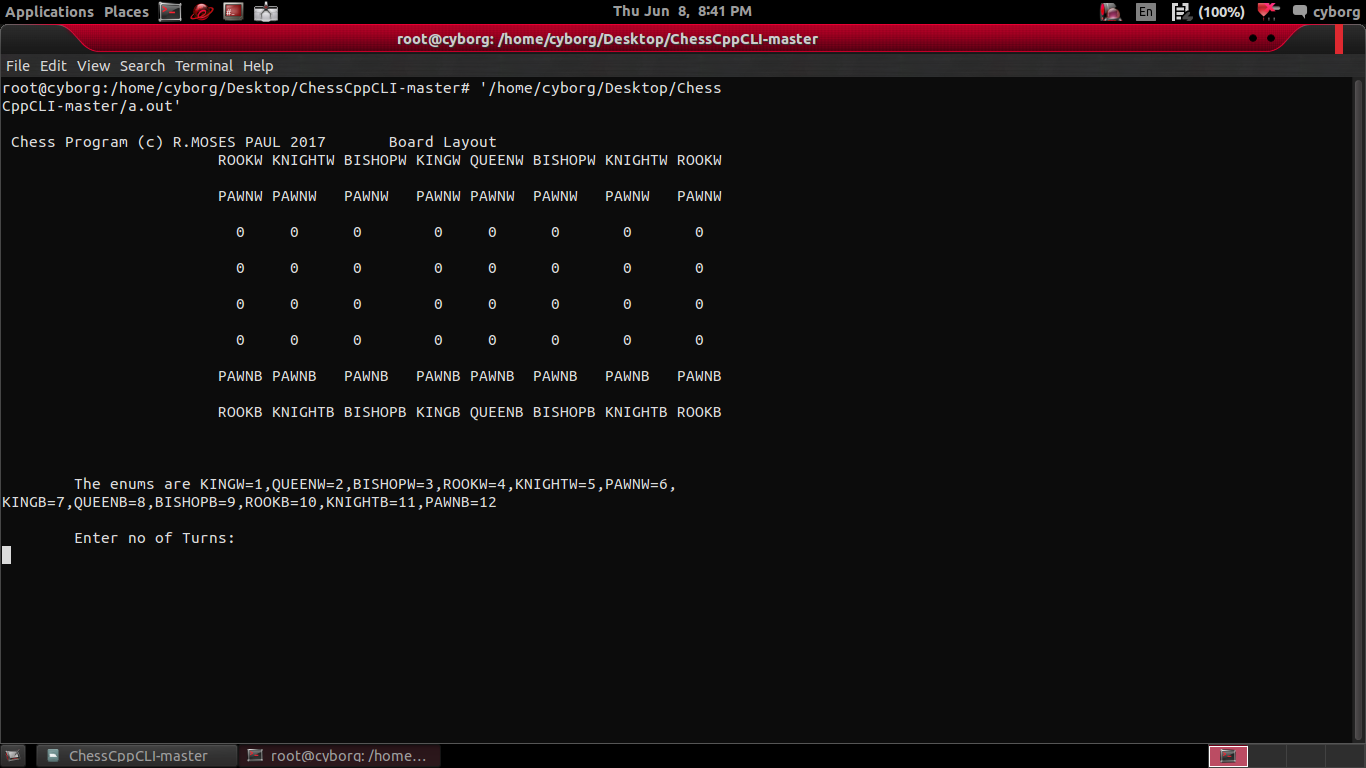 Applications Places Thu Jun 8, 8:41 PM En (100%) cyborg
root@cyborg: /home/cyborg/Desktop/ChessCppCLI-master
File Edit View Search Terminal Help
root@cyborg:/home/cyborg/Desktop/ChessCppCLI-master# '/home/cyborg/Desktop/Chess
CppCLI-master/a.out'
Chess Program (c) R.MOSES PAUL 2017 Board Layout
ROOKW KNIGHTW BISHOPW KINGW QUEENW BISHOPW KNIGHTW ROOKW
PAWNW PAWNW PAWNW PAWNW PAWNW PAWNW PAWNW PAWNW
0 0 0 0 0 0 0 0
0 0 0 0 0 0 0 0
0 0 0 0 0 0 0 0
0 0 0 0 0 0 0 0
PAWNB PAWNB PAWNB PAWNB PAWNB PAWNB PAWNB PAWNB
ROOKB KNIGHTB BISHOPB KINGB QUEENB BISHOPB KNIGHTB ROOKB
The enums are KINGW=1,QUEENW=2,BISHOPW=3,ROOKW=4,KNIGHTW=5,PAWNW=6,
KINGB=7,QUEENB=8,BISHOPB=9,ROOKB=10,KNIGHTB=11,PAWNB=12
Enter no of Turns:
ChessCppCLI-master root@cyborg: /home...